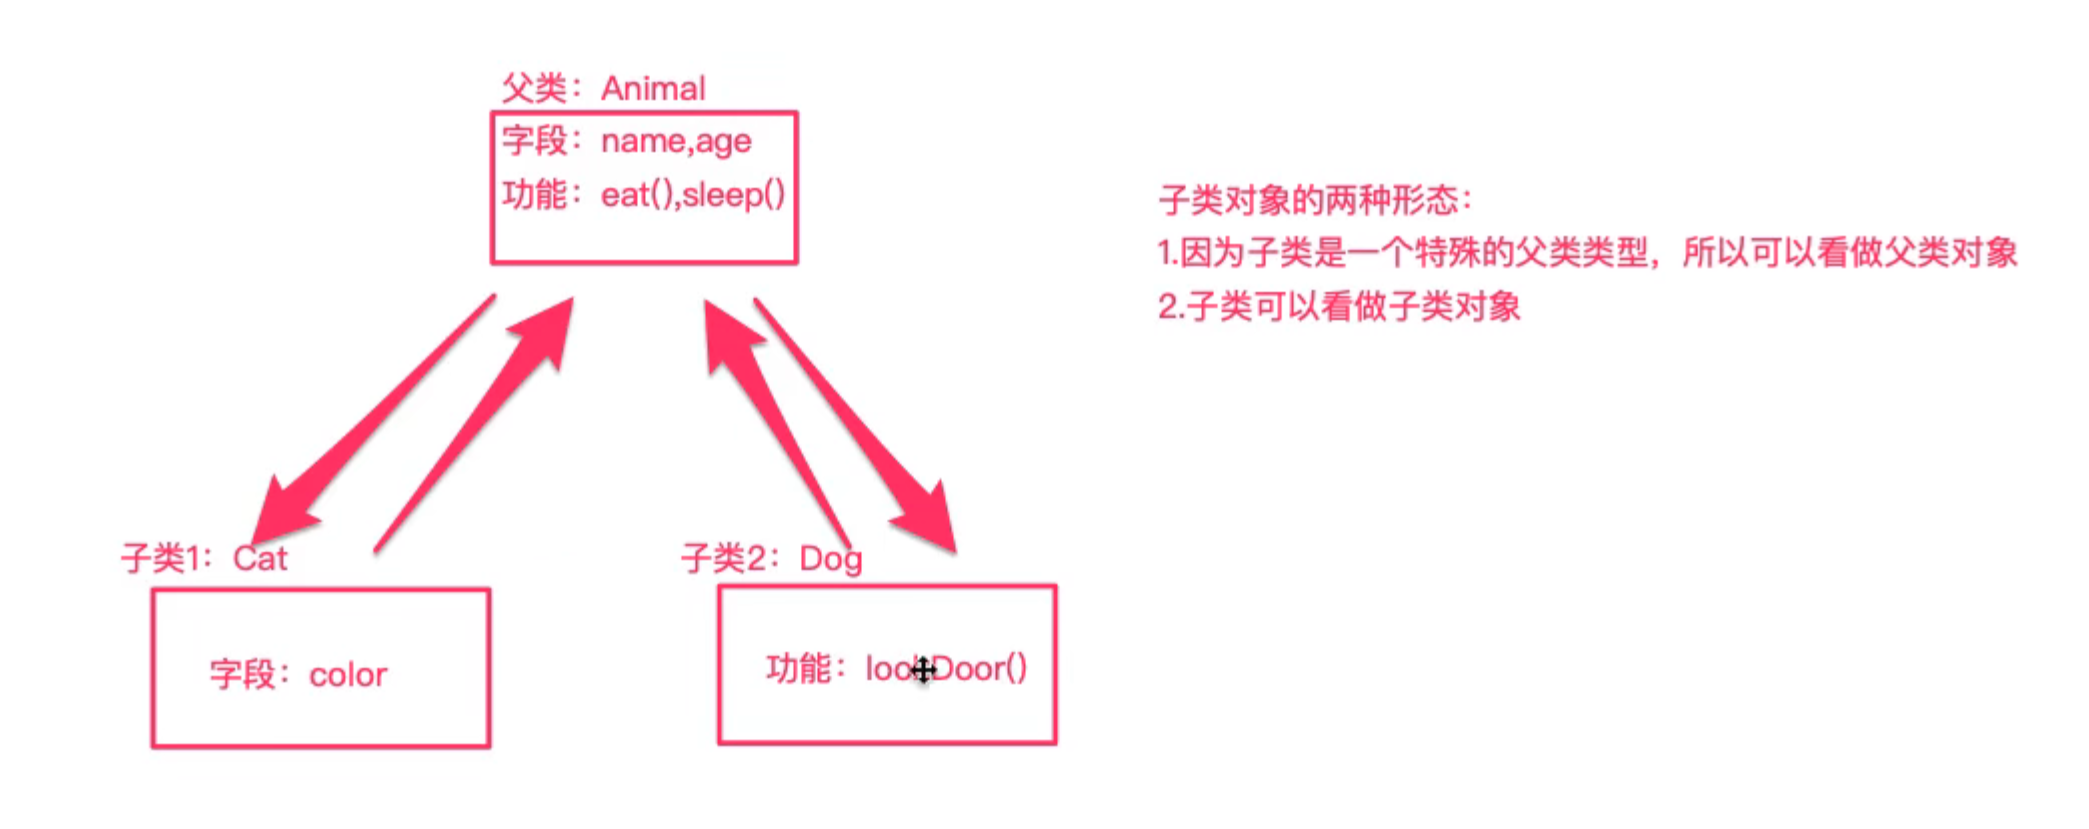 父类：Animal
字段：name,age
功能：eat(),sleep()
子类对象的两种形态：
1.因为子类是一个特殊的父类类型，所以可以看做父类对象
2.子类可以看做子类对象
子类1：Cat
子类2：Dog
字段：color
功能：